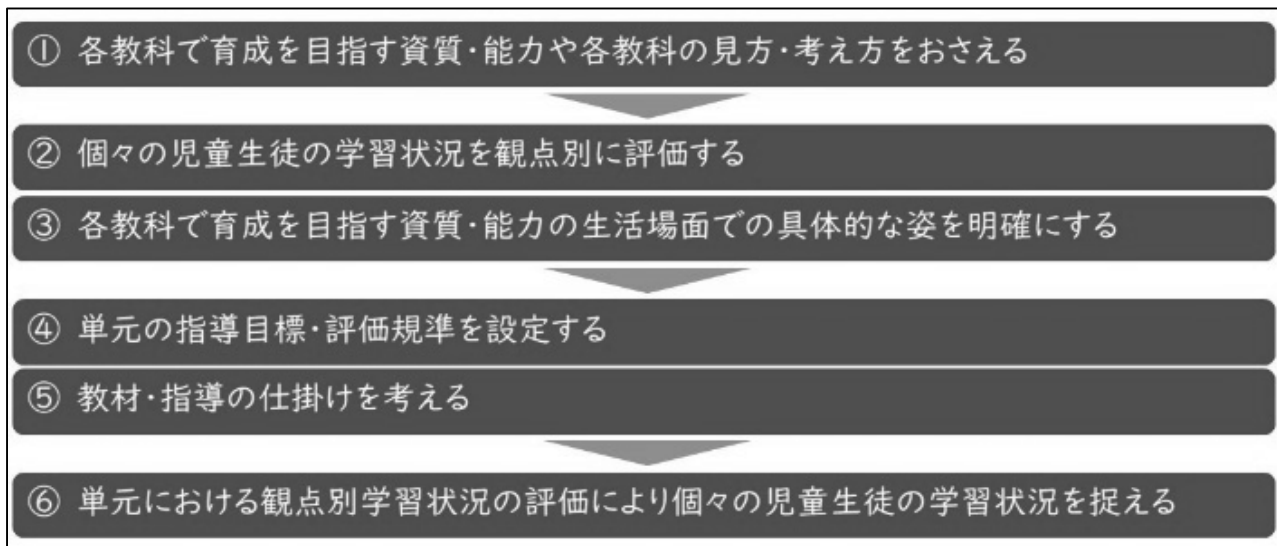 ① 各教科で育成を目指す資質・能力や各教科の見方・考え方をおさえる
② 個々の児童生徒の学習状況を観点別に評価する
③ 各教科で育成を目指す資質・能力の生活場面での具体的な姿を明確にする
④ 単元の指導目標・評価規準を設定する
⑤ 教材・指導の仕掛けを考える
⑥ 単元における観点別学習状況の評価により個々の児童生徒の学習状況を捉える